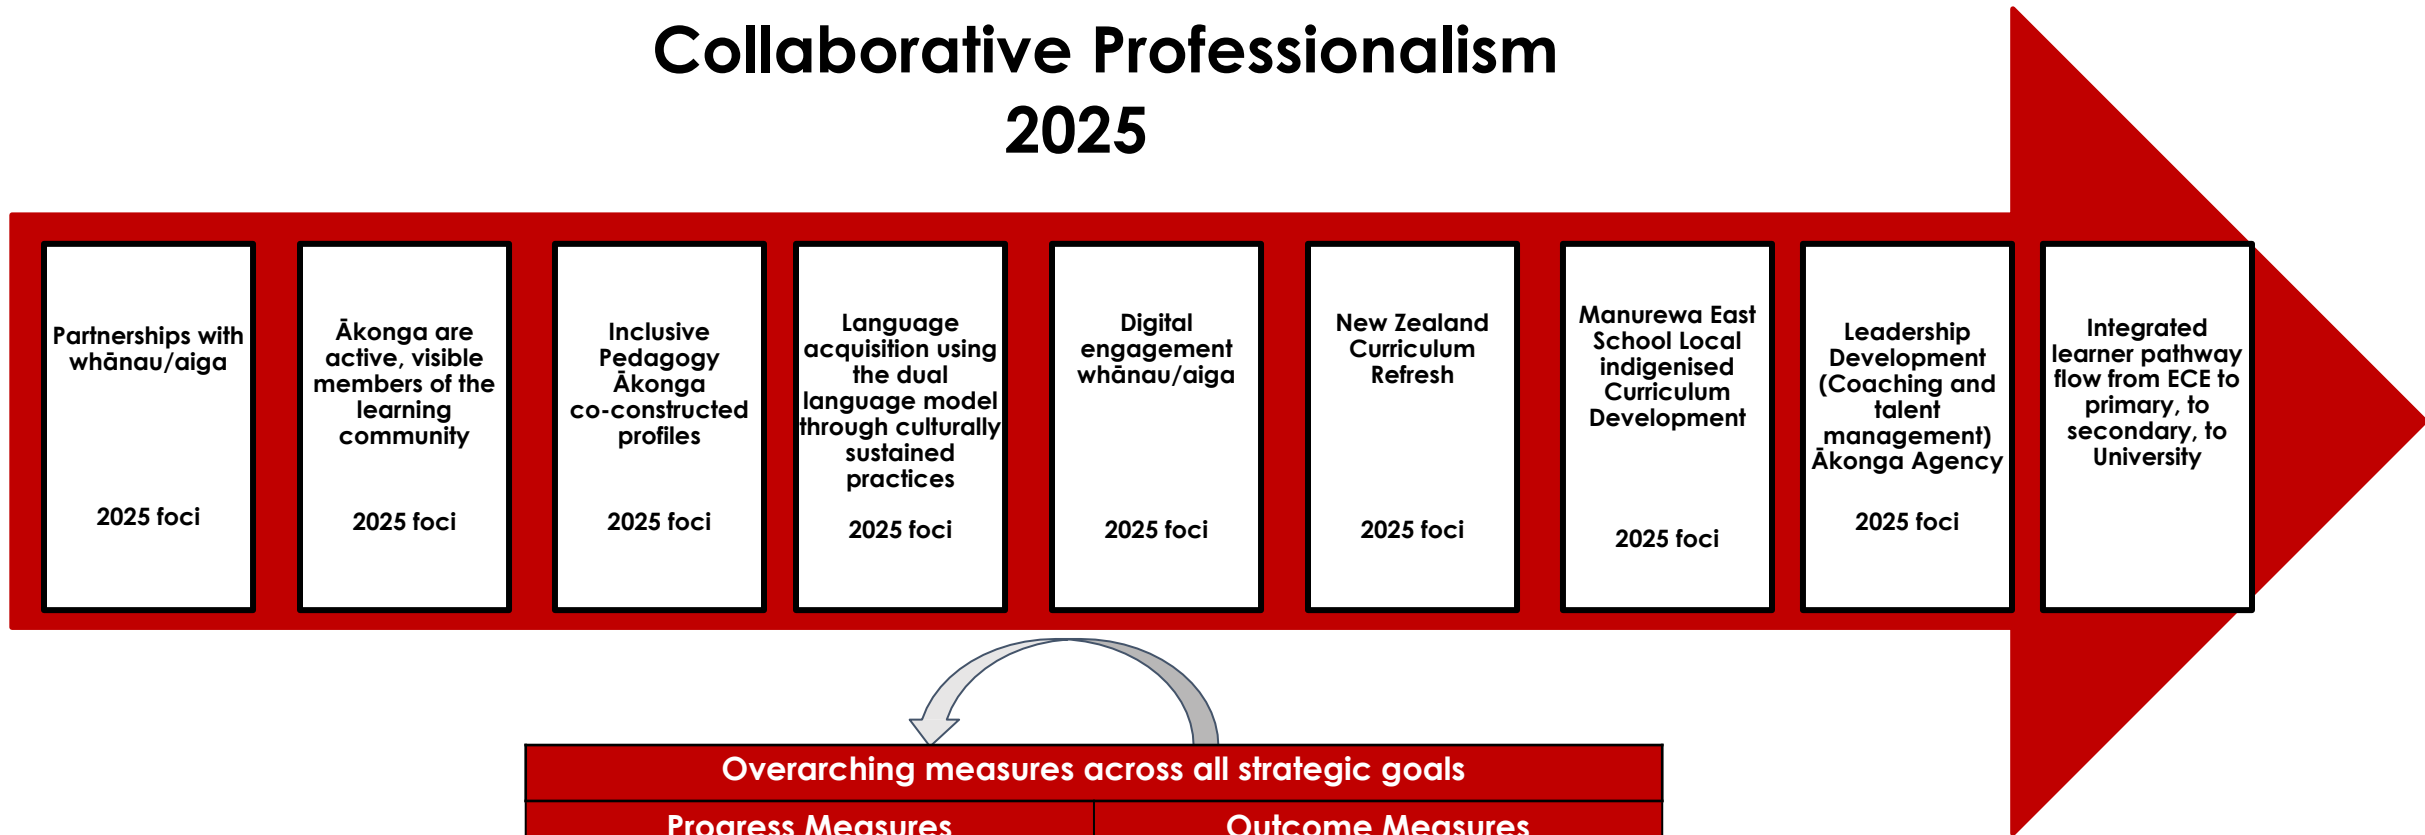 Collaborative Professionalism
2025
Partnerships with
whānau/aiga
2025 foci
Ākonga are
active, visible
members of the
learning
community
2025 foci
Inclusive
Pedagogy
Ākonga
co-constructed
profiles
2025 foci
Language
acquisition using
the dual
language model
through culturally
sustained
practices
2025 foci
Digital
engagement
whānau/aiga
2025 foci
New Zealand
Curriculum
Refresh
2025 foci
Manurewa East
School Local
indigenised
Curriculum
Development
2025 foci
Leadership
Development
(Coaching and
talent
management)
Ākonga Agency
2025 foci
Integrated
learner pathway
flow from ECE to
primary, to
secondary, to
University
Overarching measures across all strategic goals
Progress Measures
Outcome Measures